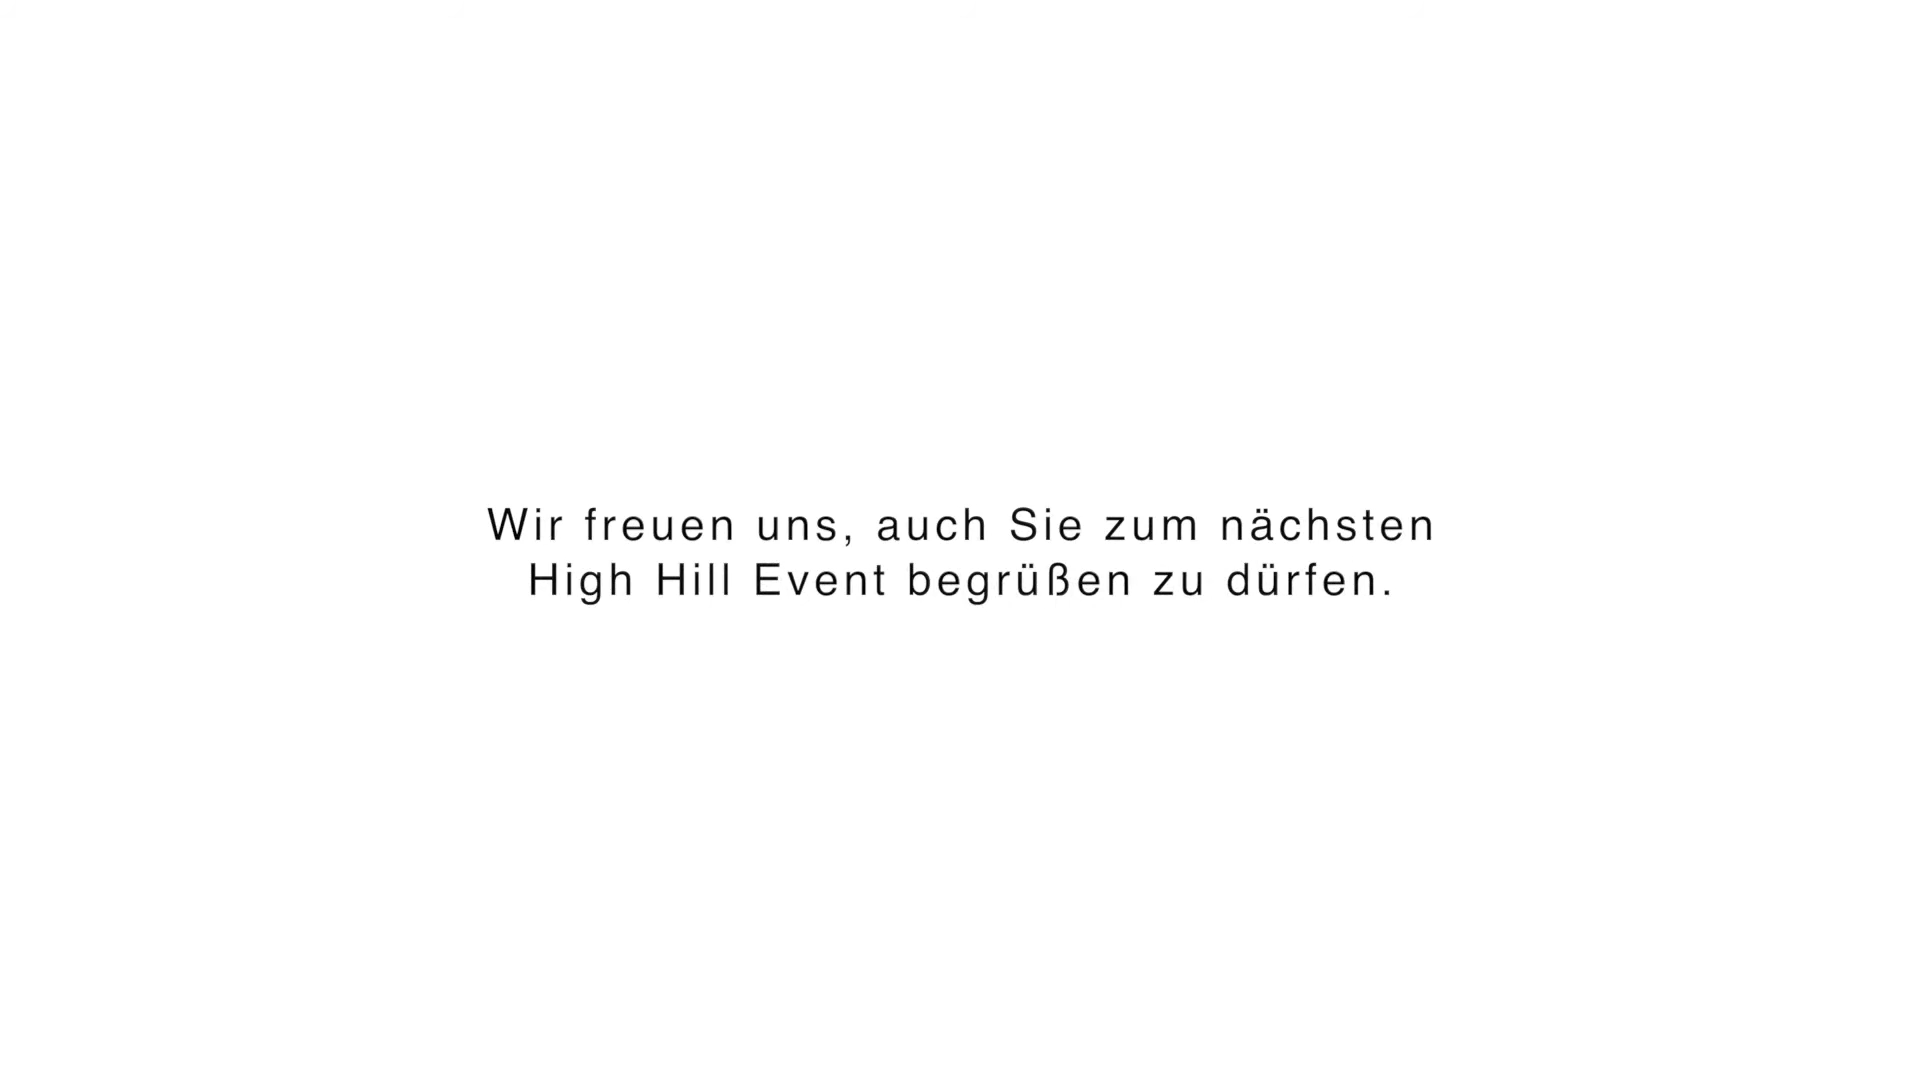 Wir freuen uns, auch Sie zum nächsten
High Hill Event begrüßen zu dürfen.